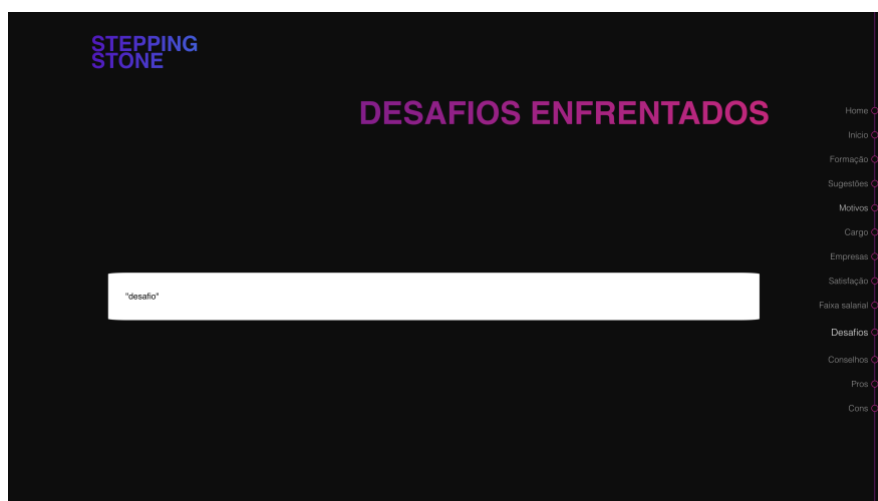 STEPPING
STONE
DESAFIOS ENFRENTADOS
Home
Início
Formação
Sugestões
Motivos
Cargo
Empresas
Satisfação
Faixa salarial
Desafios
Conselhos
Pros
Cons
"desafio"